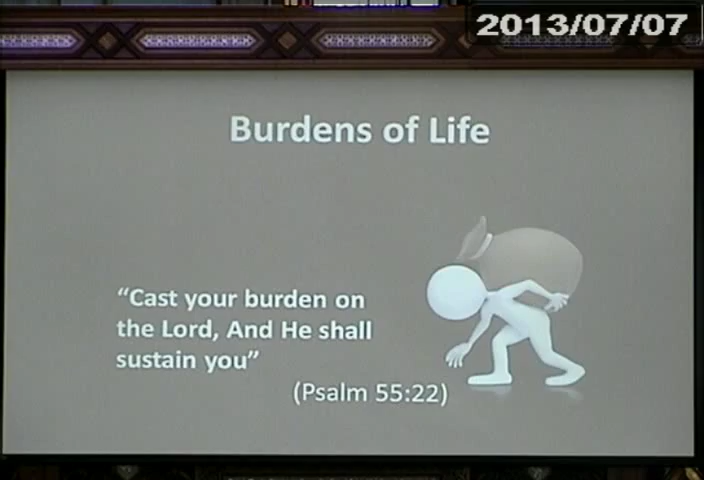 2013/07/07
Burdens of Life
“Cast your burden on
the Lord, And He shall
sustain you”
(Psalm 55:22)